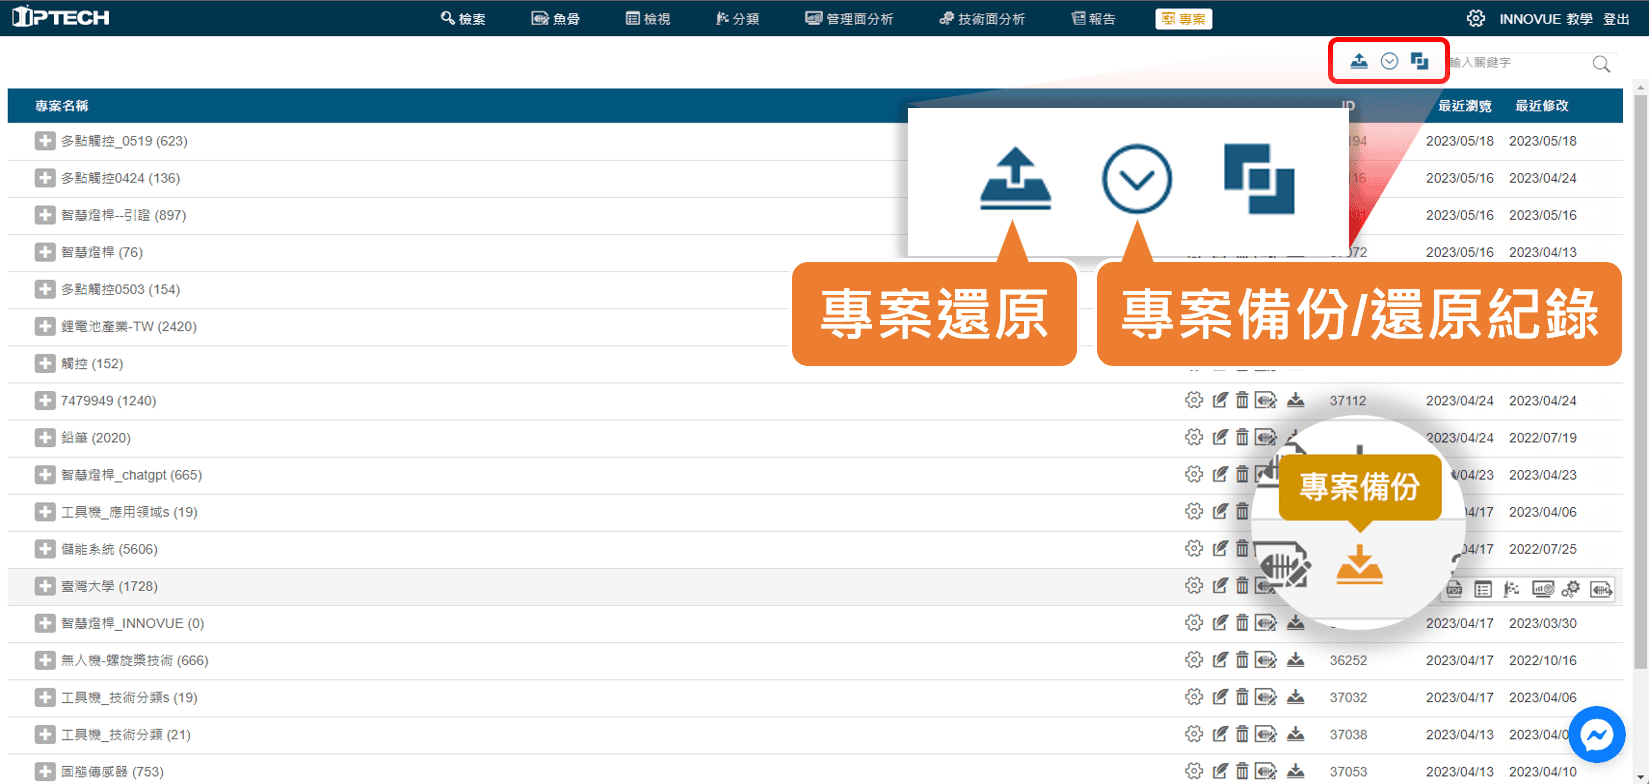 IPTECH
檢索 魚骨 檢視 分類 管理面分析 技術面分析 報告 專案 INNOVUE 教學 登出
輸入關鍵字
專案名稱 ID 最近瀏覽 最近修改
多點觸控_0519 (623) 194 2023/05/18 2023/05/18
多點觸控0424 (136) 116 2023/05/16 2023/04/24
智慧燈桿--引證 (897) 2023/05/16 2023/05/16
智慧燈桿 (76) 072 2023/05/16 2023/04/13
多點觸控0503 (154)
專案還原 專案備份/還原紀錄
鋰電池產業-TW (2420)
觸控 (152)
7479949 (1240) 37112 2023/04/24 2023/04/24
鉛筆 (2020) 2023/04/24 2022/07/19
智慧燈桿_chatgpt (665) /04/23 2023/04/23
專案備份
工具機_應用領域s (19) 04/17 2023/04/06
儲能系統 (5606) 04/17 2022/07/25
臺灣大學 (1728) PDF
智慧燈桿_INNOVUE (0) 2023/04/17 2023/03/30
無人機-螺旋槳技術 (666) 36252 2023/04/17 2022/10/16
工具機_技術分類s (19) 37032 2023/04/17 2023/04/06
工具機_技術分類 (21) 37038 2023/04/13 2023/04/0
固態傳感器 (753) 37053 2023/04/13 2023/04/10